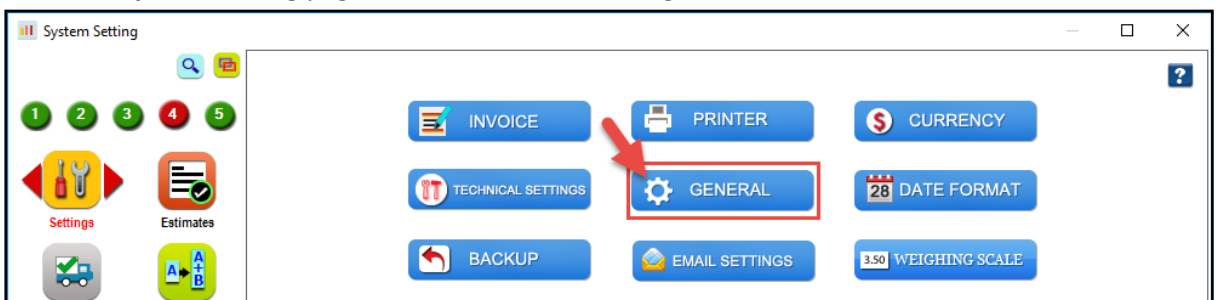 System Setting
?
1 2 3 4 5
INVOICE PRINTER $ CURRENCY
TECHNICAL SETTINGS GENERAL 28 DATE FORMAT
Settings Estimates
BACKUP EMAIL SETTINGS 3.50 WEIGHING SCALE
A A+B